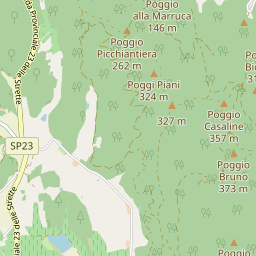 Poggio
alla Marruca
146 m
Poggio
Picchiantiera
262 m
Poggi Piani
324 m
327 m
Poggio
Casaline
357 m
Poggio
Bruno
373 m
Poggio
SP23
Provinciale 23 delle Strette
23 delle Strette